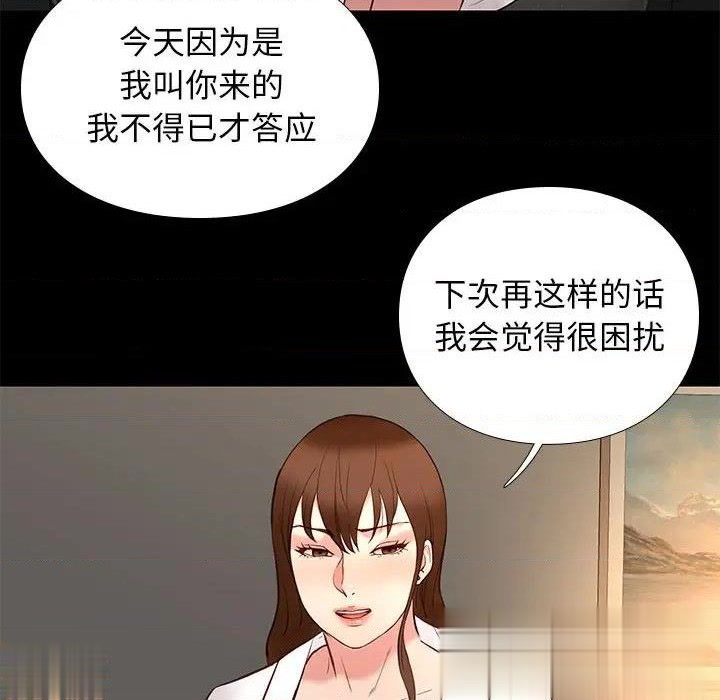 今天因为是
我叫你来的
我不得已才答应
下次再这样的话
我会觉得很困扰